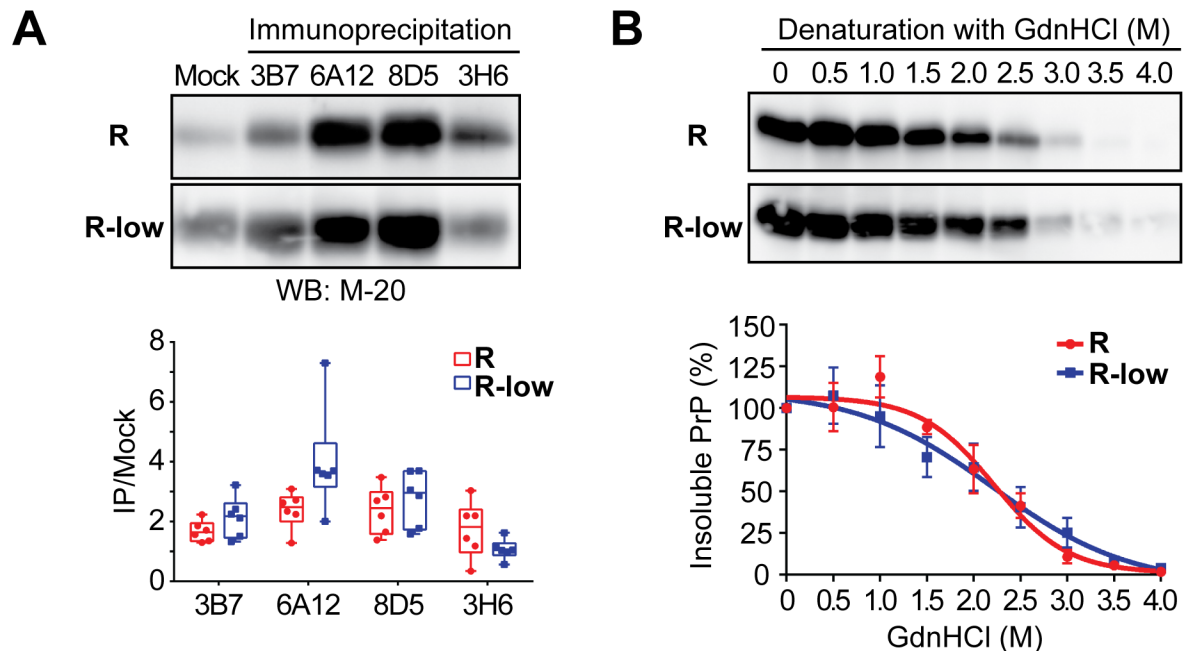 A
Immunoprecipitation
Mock 3B7 6A12 8D5 3H6
R
R-low
WB: M-20
8
6
4
2
0
IP/Mock
R
R-low
3B7 6A12 8D5 3H6
B
Denaturation with GdnHCl (M)
0 0.5 1.0 1.5 2.0 2.5 3.0 3.5 4.0
R
R-low
150
125
100
75
50
25
0
Insoluble PrP (%)
R
R-low
0 0.5 1.0 1.5 2.0 2.5 3.0 3.5 4.0
GdnHCl (M)